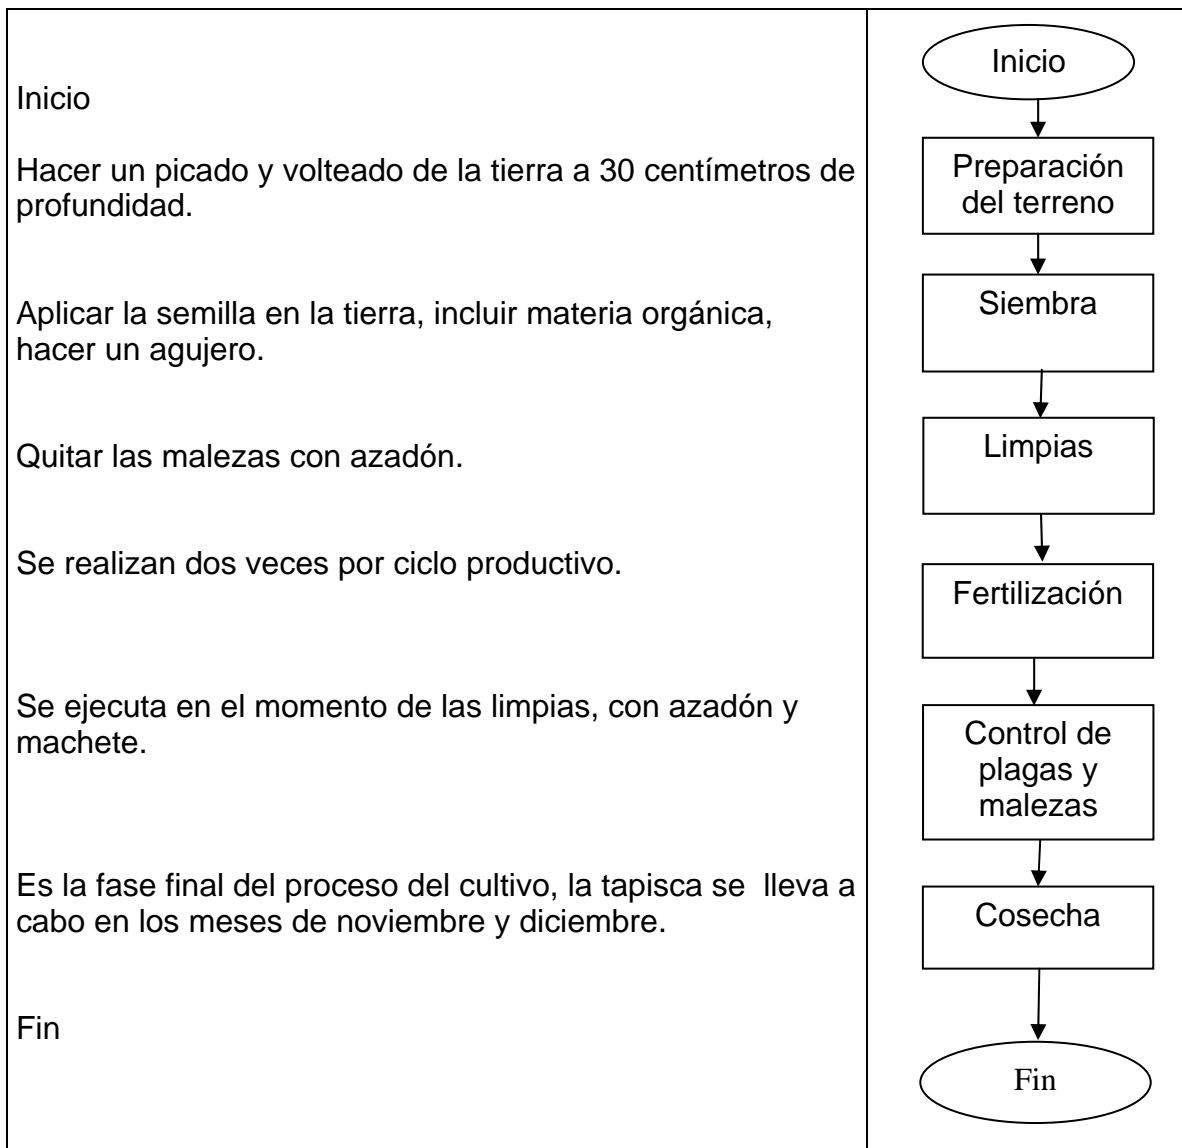 Inicio
Hacer un picado y volteado de la tierra a 30 centímetros de
profundidad.
Aplicar la semilla en la tierra, incluir materia orgánica,
hacer un agujero.
Quitar las malezas con azadón.
Se realizan dos veces por ciclo productivo.
Se ejecuta en el momento de las limpias, con azadón y
machete.
Es la fase final del proceso del cultivo, la tapisca se  lleva a
cabo en los meses de noviembre y diciembre.
Fin
Inicio
Preparación
del terreno
Siembra
Limpias
Fertilización
Control de
plagas y
malezas
Cosecha
Fin